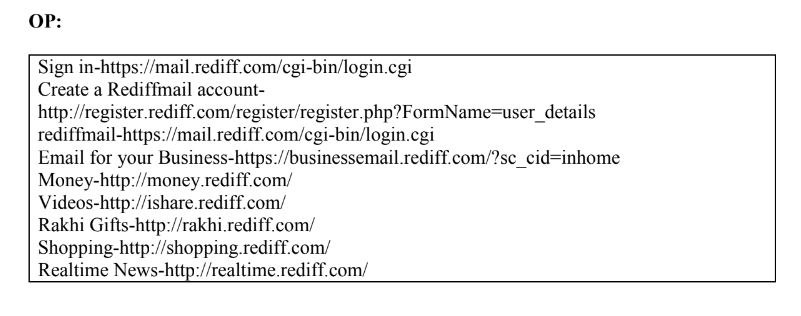 OP:
Sign in-https://mail.rediff.com/cgi-bin/login.cgi
Create a Rediffmail account-
http://register.rediff.com/register/register.php?FormName=user_details
rediffmail-https://mail.rediff.com/cgi-bin/login.cgi
Email for your Business-https://businessemail.rediff.com/?sc_cid=inhome
Money-http://money.rediff.com/
Videos-http://ishare.rediff.com/
Rakhi Gifts-http://rakhi.rediff.com/
Shopping-http://shopping.rediff.com/
Realtime News-http://realtime.rediff.com/